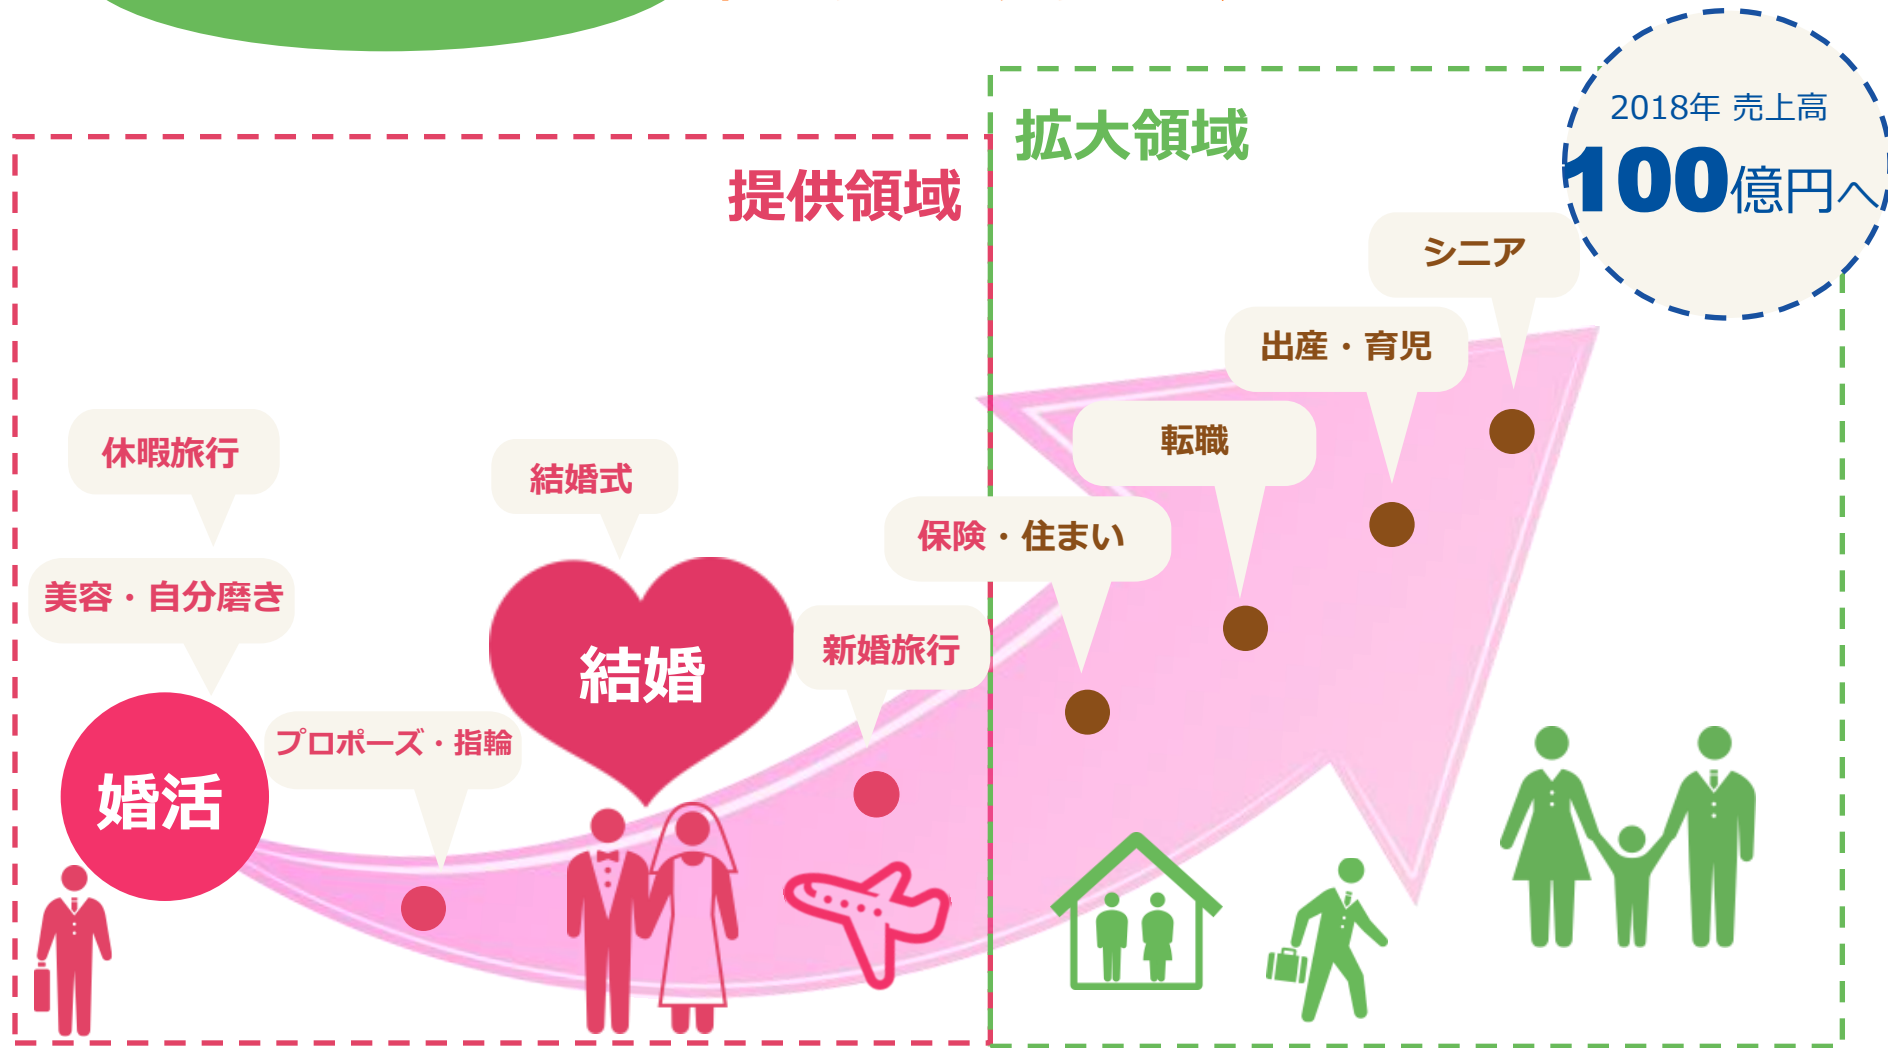 2018年 売上高
100億円へ
拡大領域
提供領域
シニア
出産・育児
転職
休暇旅行
結婚式
保険・住まい
美容・自分磨き
新婚旅行
結婚
プロポーズ・指輪
婚活